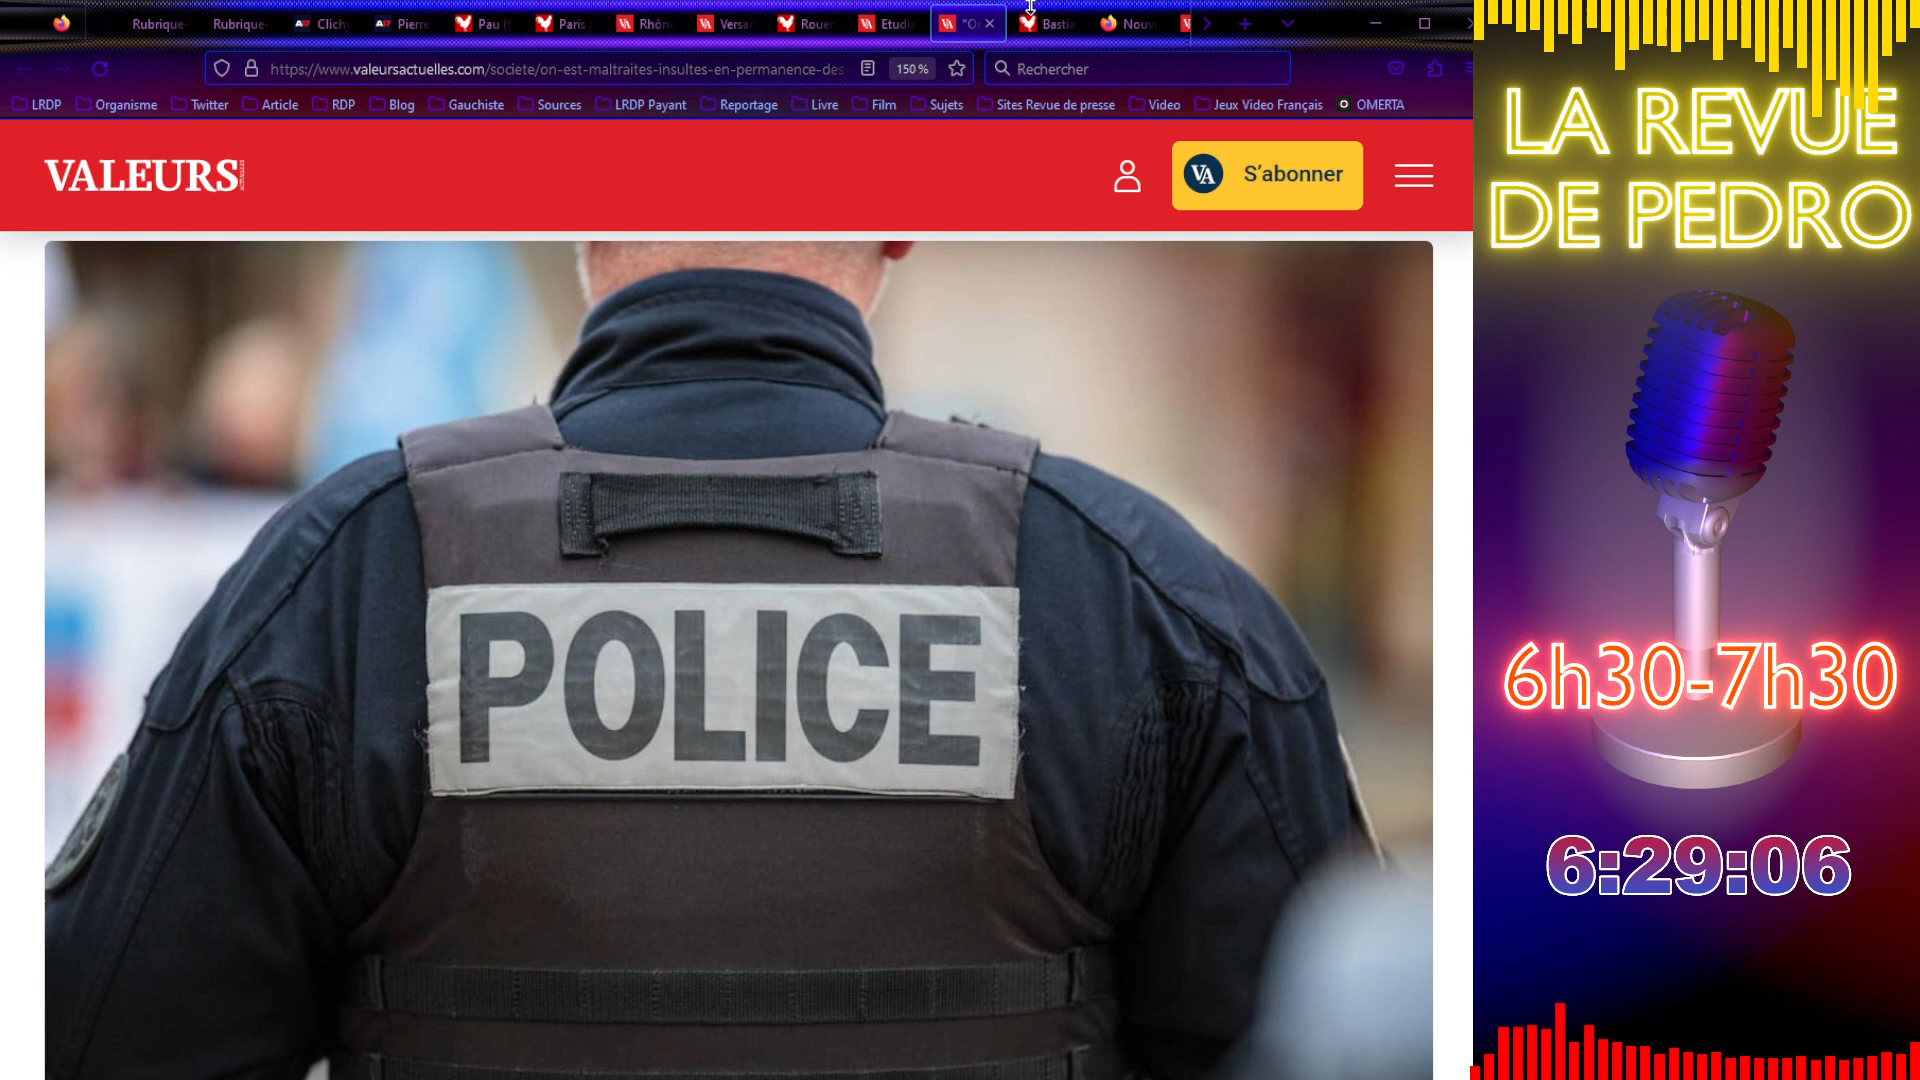 Rubrique- Rubrique- Clich Pierre Pau ( Paris Rhôn Versa Rouen Etudia "O Bastia Nouv
https://www.valeursactuelles.com/societe/on-est-maltraites-insultes-en-permanence-des- 150 % Rechercher
LRDP Organisme Twitter Article RDP Blog Gauchiste Sources LRDP Payant Reportage Livre Film Sujets Sites Revue de presse Video Jeux Video Français OMERTA
VALEURS
VA S'abonner
POLICE
LA REVUE
DE PEDRO
6h30-7h30
6:29:06